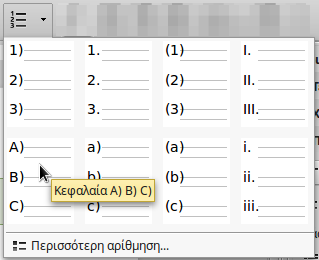 1) 1. (1) I.
2) 2. (2) II.
3) 3. (3) III.
A) a) (a) i.
B) b) (b) ii.
Κεφαλαία A) B) C)
C) c) (c) iii.
Περισσότερη αρίθμηση...